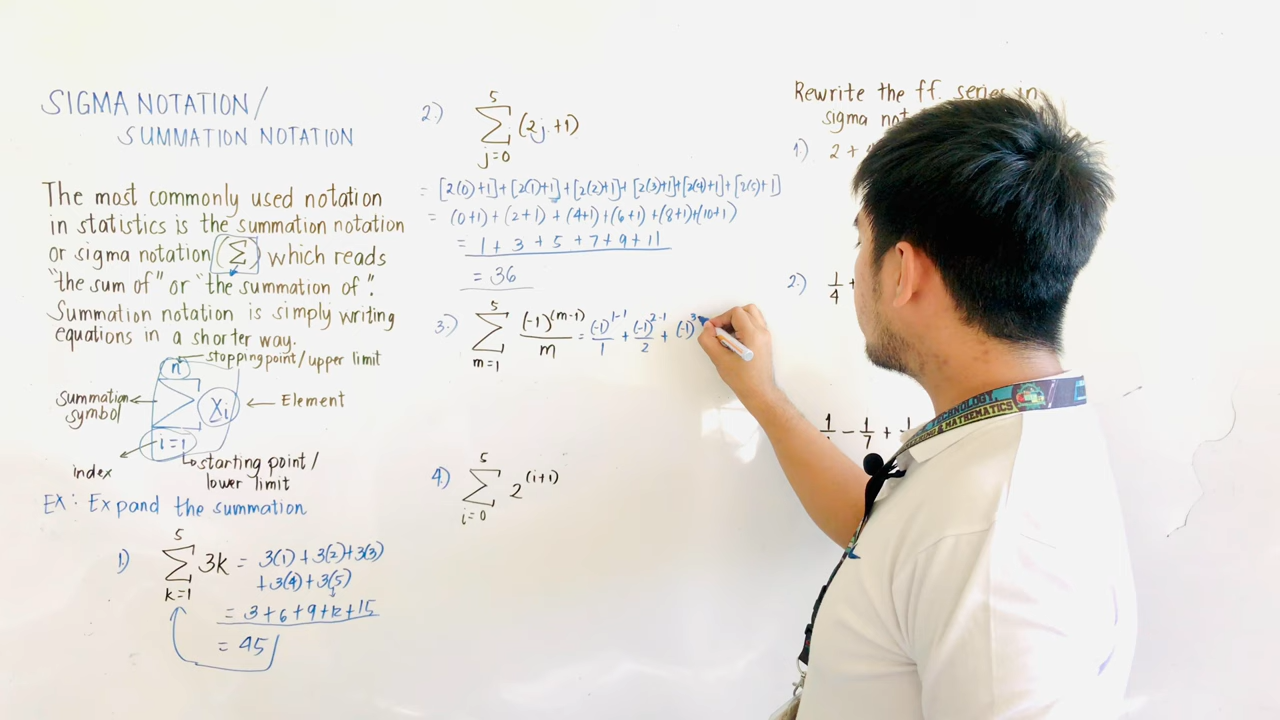 SIGMA NOTATION/
SUMMATION NOTATION
The most commonly used notation
in statistics is the summation notation
or sigma notation (Σ) which reads
"the sum of" or "the summation of".
Summation notation is simply writing
equations in a shorter way.
n → stopping point/upper limit
Summation symbol ← Σ Xi ← Element
i=1
index
starting point/
lower limit
Ex: Expand the summation
1.) 5 Σ k=1 3k = 3(1)+3(2)+3(3)
+3(4)+3(5)
= 3+6+9+12+15
= 45
2.) 5 Σ j=0 (2j+1)
= [2(0)+1]+[2(1)+1]+[2(2)+1]+[2(3)+1]+[2(4)+1]+[2(5)+1]
= (0+1)+(2+1)+(4+1)+(6+1)+(8+1)+(10+1)
= 1+3+5+7+9+11
= 36
3.) 5 Σ m=1 (-1)^(m-1)/m = (-1)^1-1/1 + (-1)^2-1/2 + (-1)^3
4.) 5 Σ i=0 2^(i+1)
Rewrite the ff. series in
sigma
1.) 2 +
2.) 1/4 +
- 1/7 +
TECHNOLOGY,
& MATHEMATICS